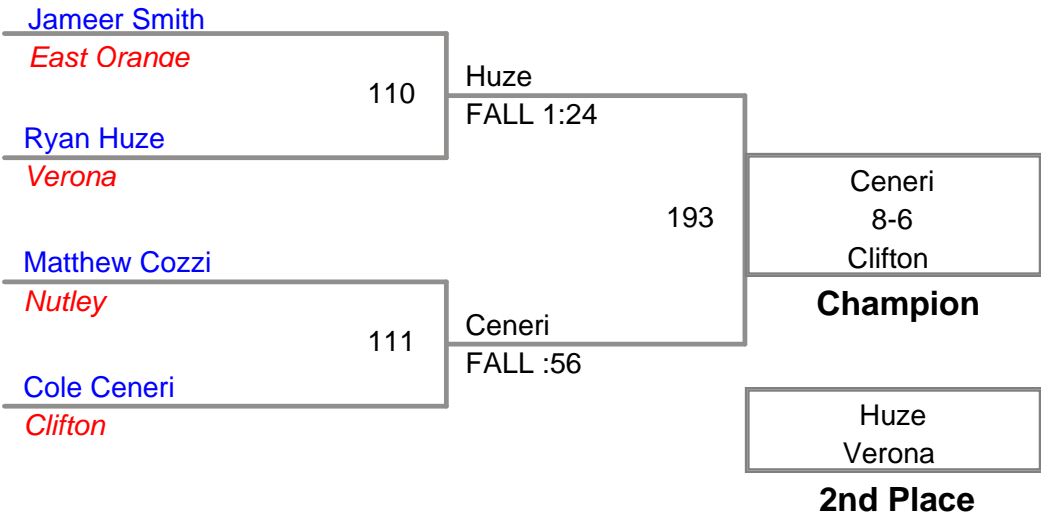 Jameer Smith
East Orange
110
Huze
FALL 1:24
Ryan Huze
Verona
193
Ceneri
8-6
Clifton
Champion
Matthew Cozzi
Nutley
111
Ceneri
FALL :56
Cole Ceneri
Clifton
Huze
Verona
2nd Place